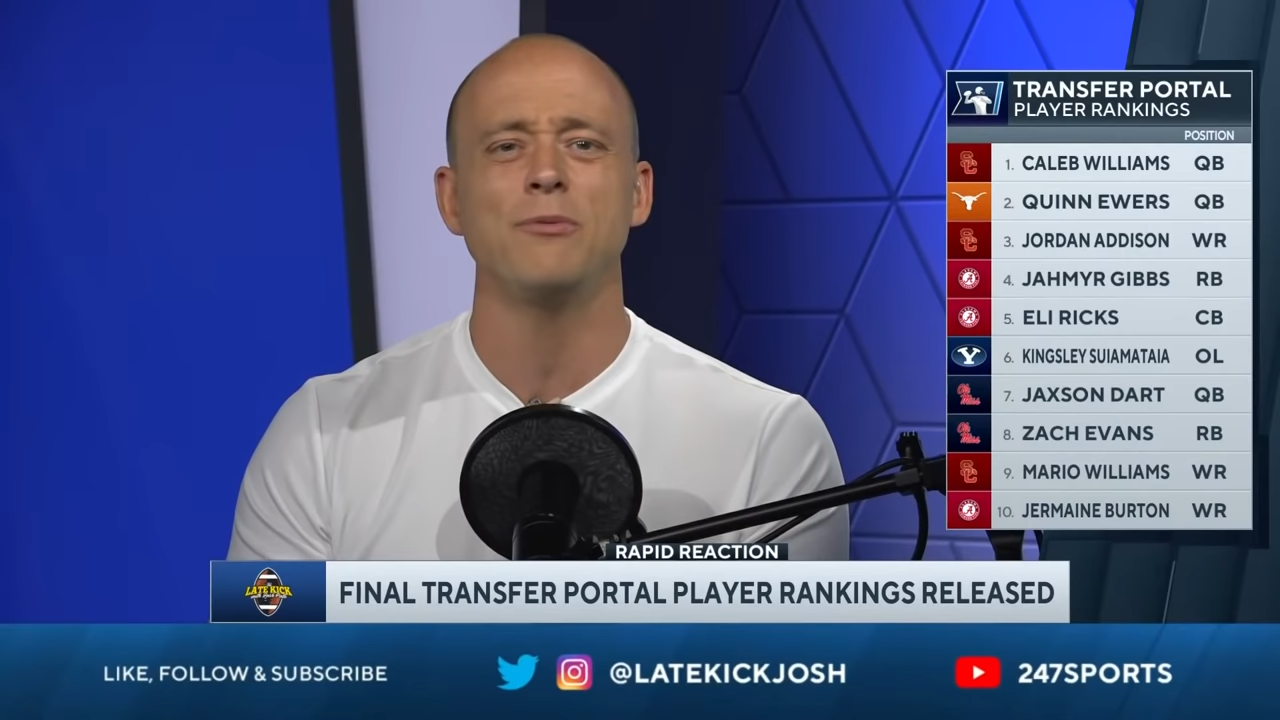 TRANSFER PORTAL
PLAYER RANKINGS
POSITION
1. CALEB WILLIAMS QB
2. QUINN EWERS QB
3. JORDAN ADDISON WR
4. JAHMYR GIBBS RB
5. ELI RICKS CB
6. KINGSLEY SUIAMATAIA OL
7. JAXSON DART QB
8. ZACH EVANS RB
9. MARIO WILLIAMS WR
10. JERMAINE BURTON WR
RAPID REACTION
LATE KICK
FINAL TRANSFER PORTAL PLAYER RANKINGS RELEASED
LIKE, FOLLOW & SUBSCRIBE
@LATEKICKJOSH
247SPORTS